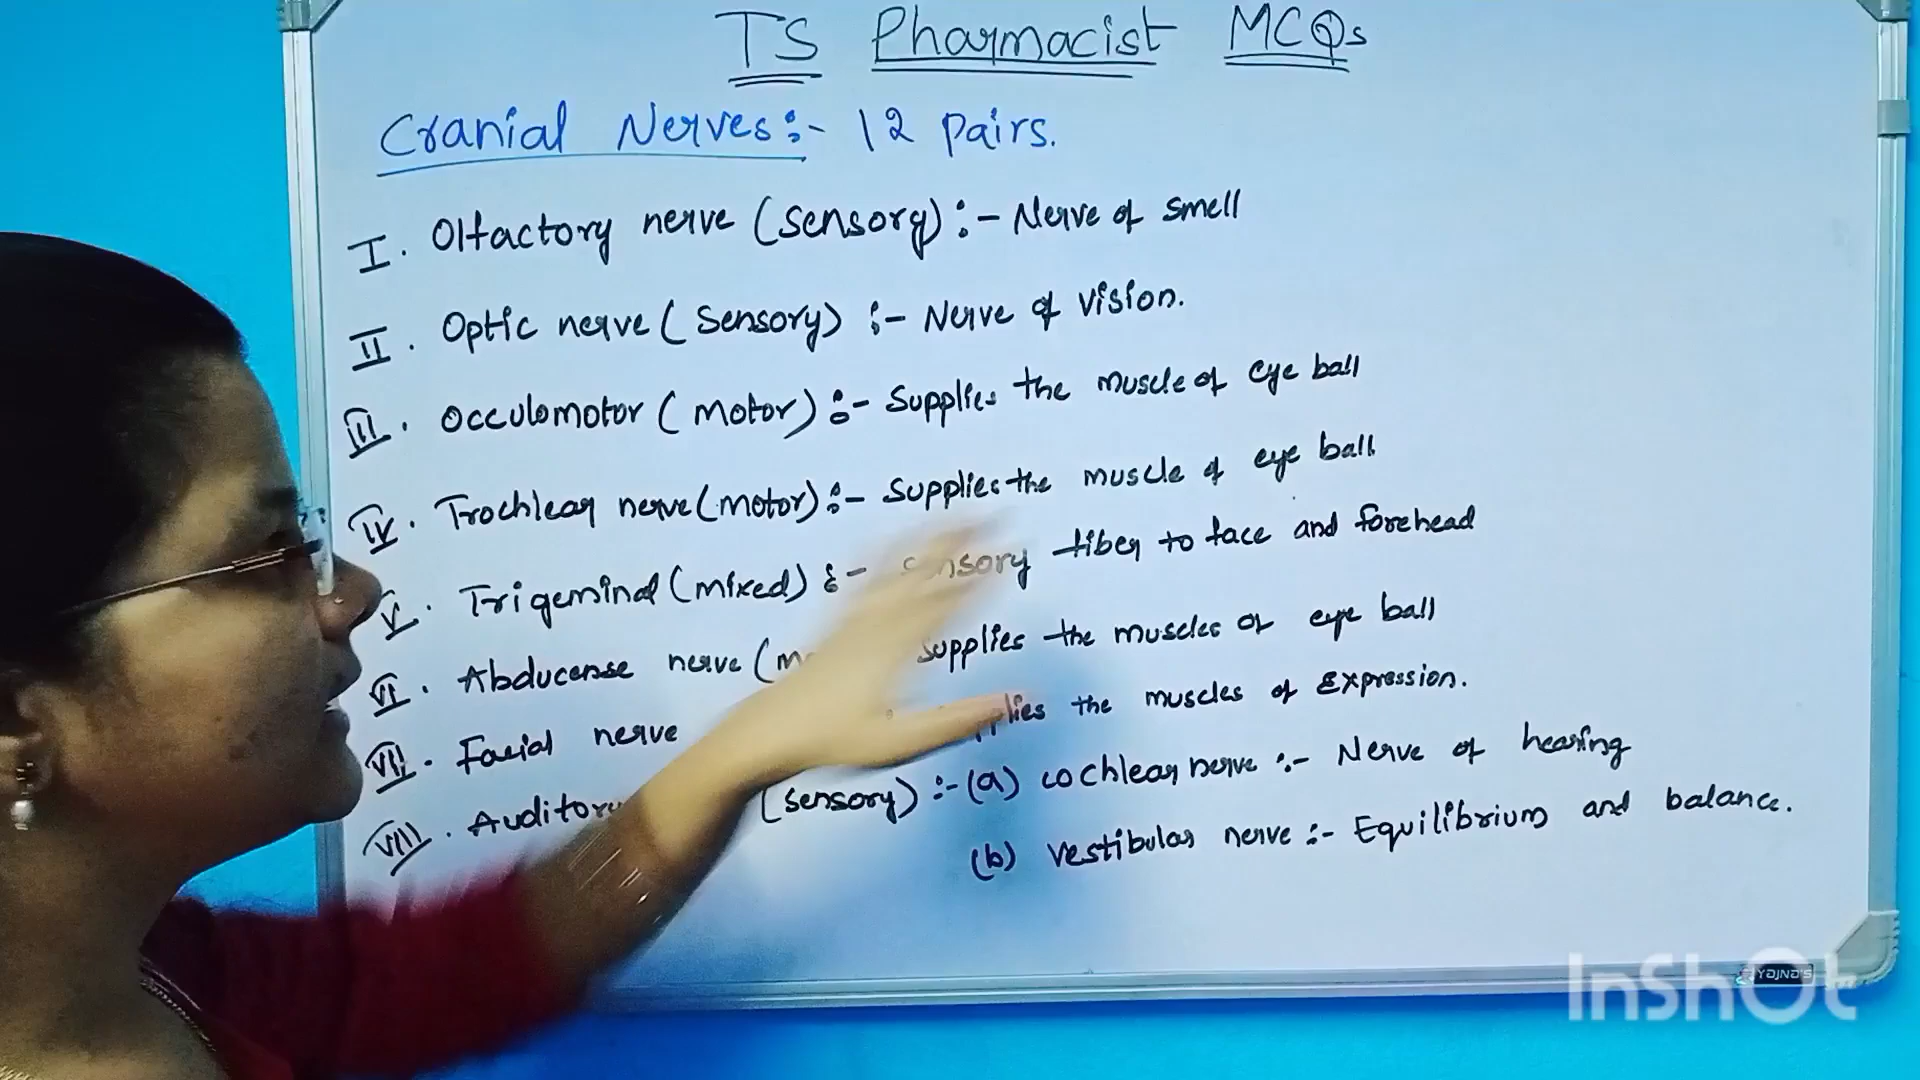 TS Pharmacist MCQs
Cranial Nerves:- 12 pairs.
I. Olfactory nerve (sensory):- Nerve of smell
II. Optic nerve (sensory):- Nerve of vision.
III. Occulomotor (motor):- Supplies the muscle of eye ball
IV. Trochlear nerve (motor):- Supplies the muscle of eye ball
V. Trigeminal (mixed):- sensory fiber to face and forehead
VI. Abducense nerve ( supplies the muscles of eye ball
VII. Facial nerve the muscles of Expression.
VIII. (sensory):- (a) cochlear nerve:- Nerve of hearing
(b) vestibular nerve:- Equilibrium and balance.
YAJNA'S
InShOt